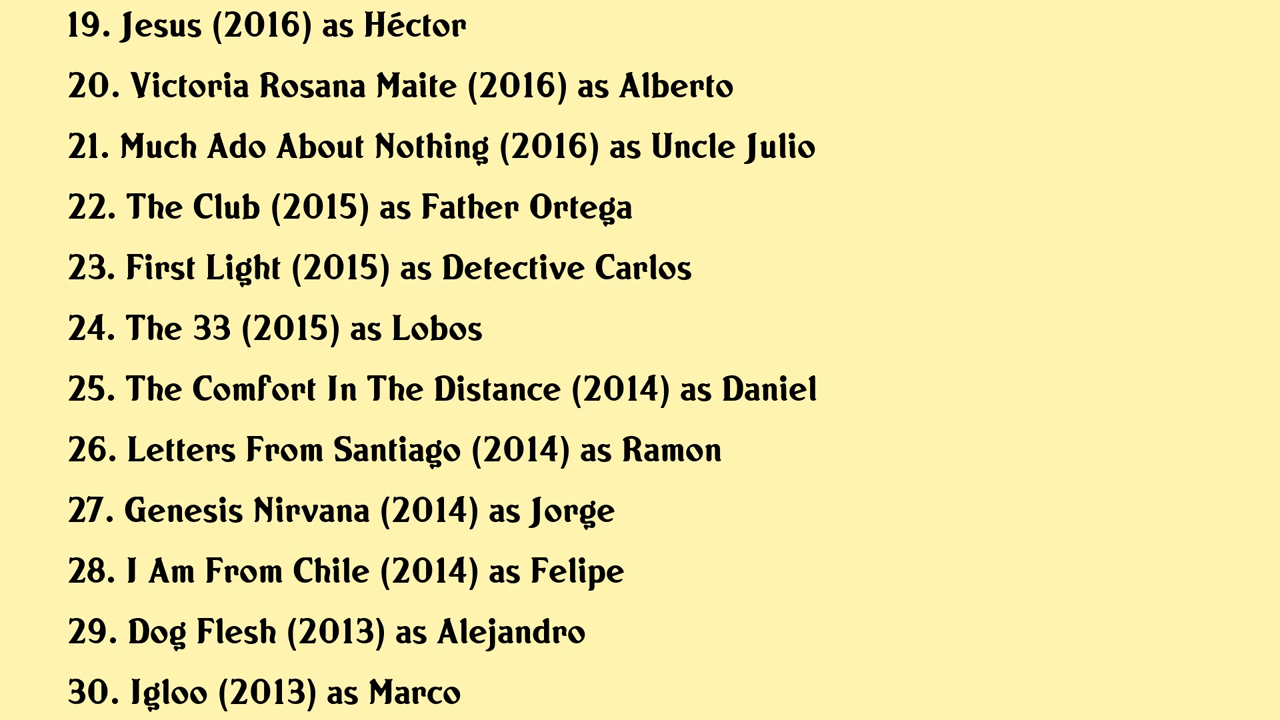 19. Jesus (2016) as Héctor
20. Victoria Rosana Maite (2016) as Alberto
21. Much Ado About Nothing (2016) as Uncle Julio
22. The Club (2015) as Father Ortega
23. First Light (2015) as Detective Carlos
24. The 33 (2015) as Lobos
25. The Comfort In The Distance (2014) as Daniel
26. Letters From Santiago (2014) as Ramon
27. Genesis Nirvana (2014) as Jorge
28. I Am From Chile (2014) as Felipe
29. Dog Flesh (2013) as Alejandro
30. Igloo (2013) as Marco